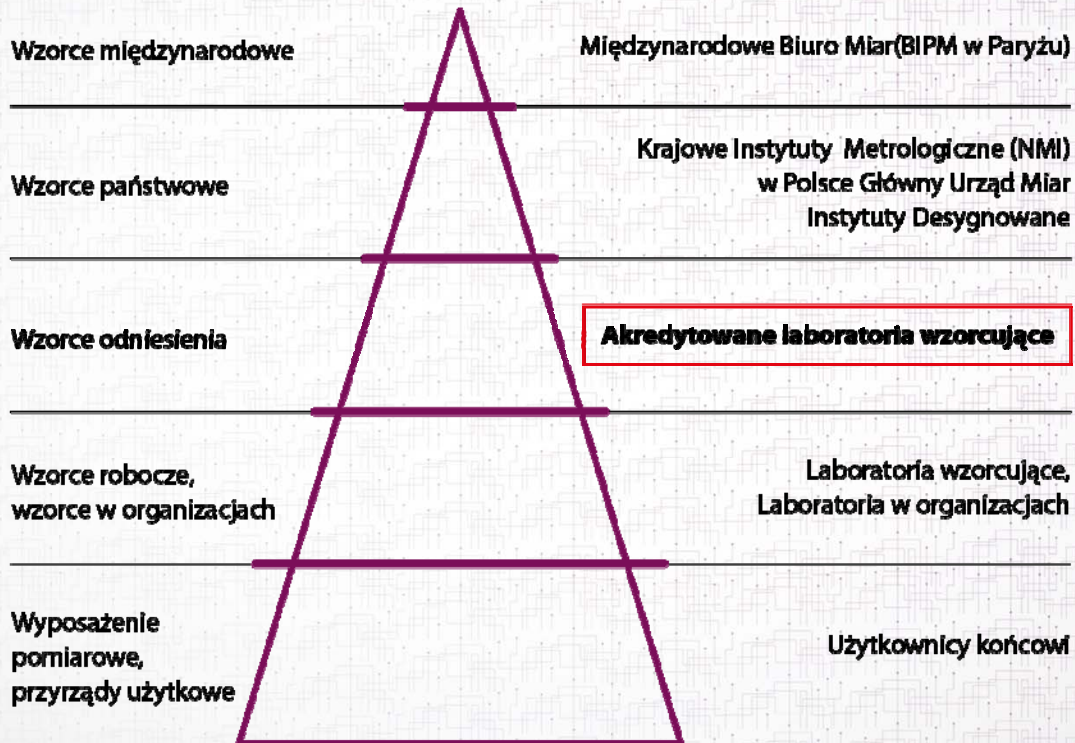 Wzorce międzynarodowe
Międzynarodowe Biuro Miar(BIPM w Paryżu)
Wzorce państwowe
Krajowe Instytuty Metrologiczne (NMI)
w Polsce Główny Urząd Miar
Instytuty Desygnowane
Wzorce odniesienia
Akredytowane laboratoria wzorcujące
Wzorce robocze,
wzorce w organizacjach
Laboratoria wzorcujące,
Laboratoria w organizacjach
Wyposażenie
pomiarowe,
przyrządy użytkowe
Użytkownicy końcowi